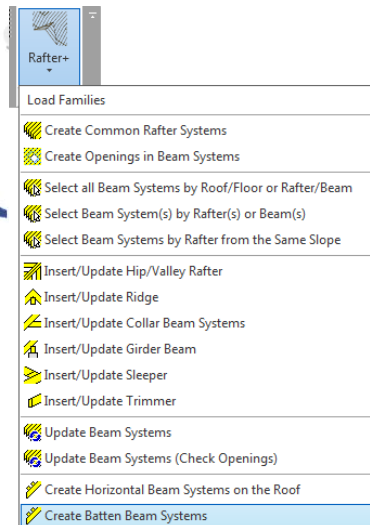 Rafter+
Load Families
Create Common Rafter Systems
Create Openings in Beam Systems
Select all Beam Systems by Roof/Floor or Rafter/Beam
Select Beam System(s) by Rafter(s) or Beam(s)
Select Beam Systems by Rafter from the Same Slope
Insert/Update Hip/Valley Rafter
Insert/Update Ridge
Insert/Update Collar Beam Systems
Insert/Update Girder Beam
Insert/Update Sleeper
Insert/Update Trimmer
Update Beam Systems
Update Beam Systems (Check Openings)
Create Horizontal Beam Systems on the Roof
Create Batten Beam Systems